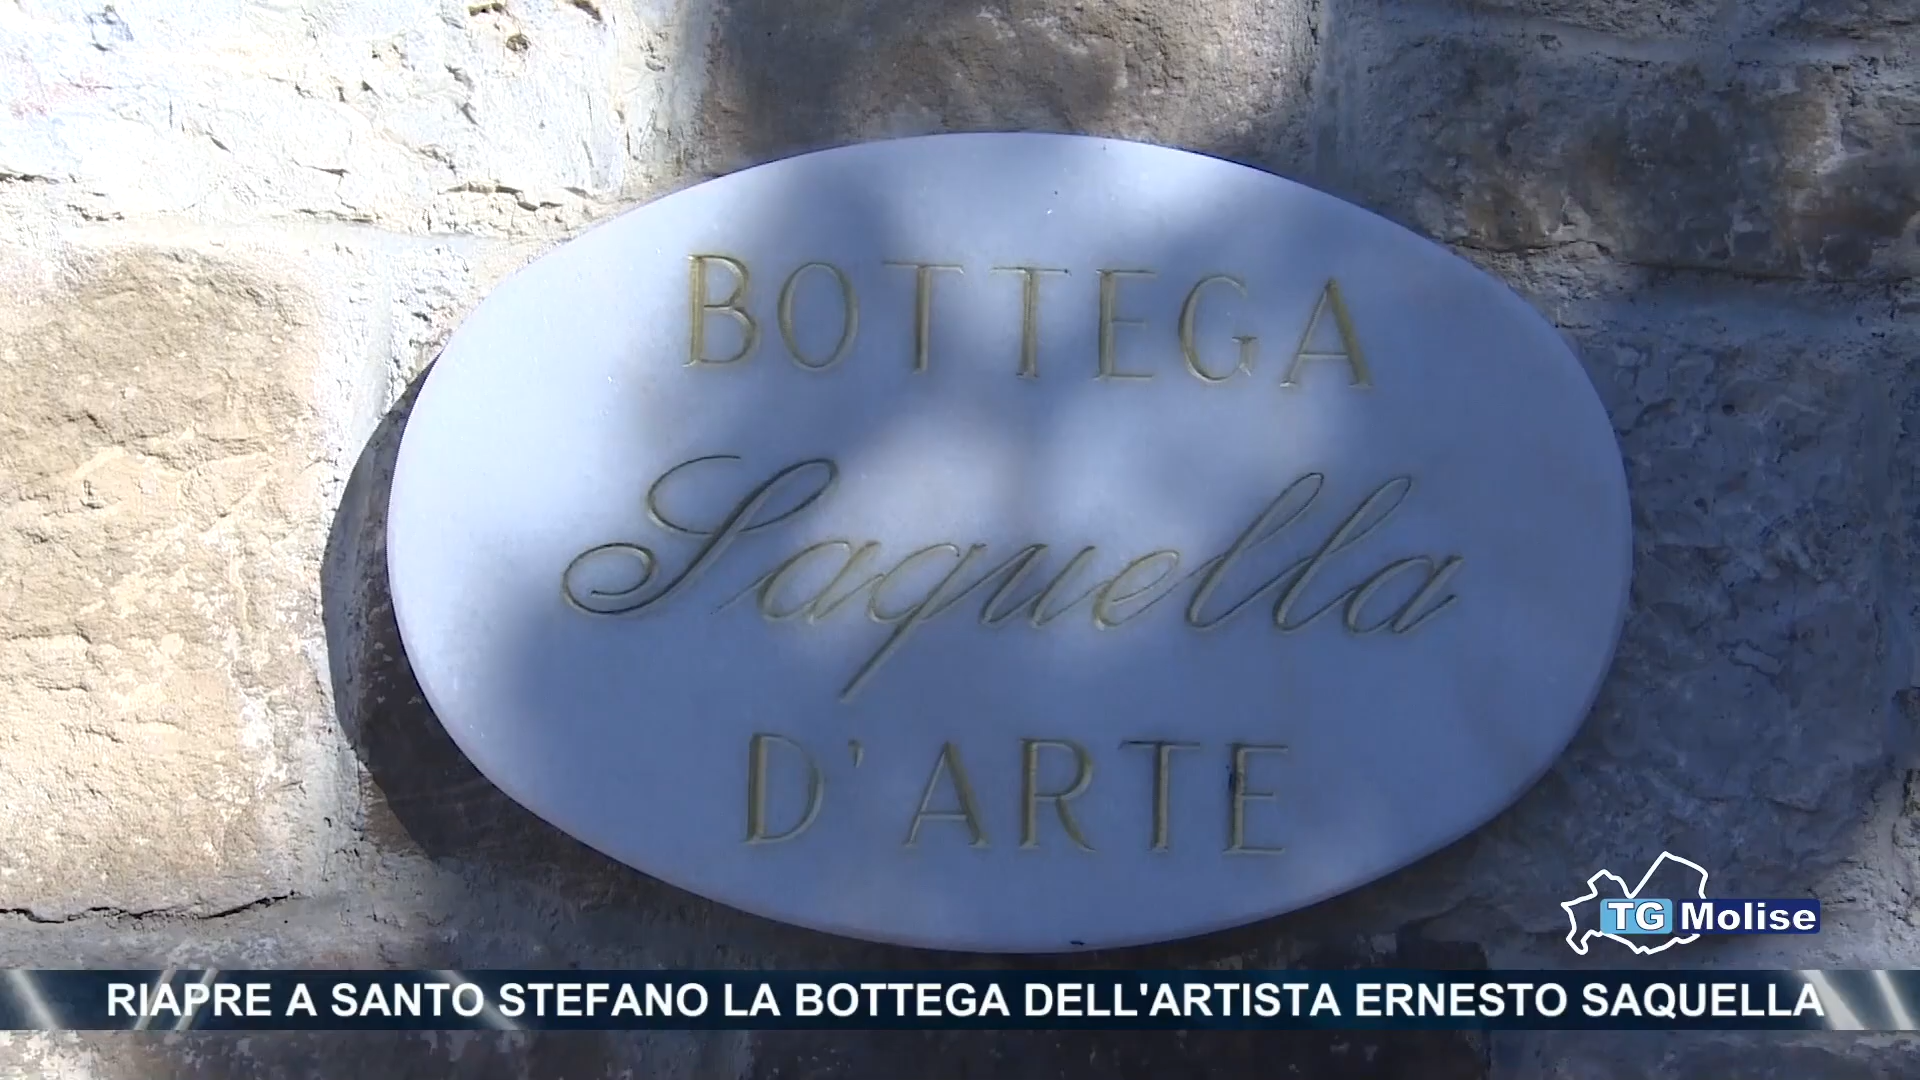 BOTTEGA
Saquella
D'ARTE
TG Molise
RIAPRE A SANTO STEFANO LA BOTTEGA DELL'ARTISTA ERNESTO SAQUELLA